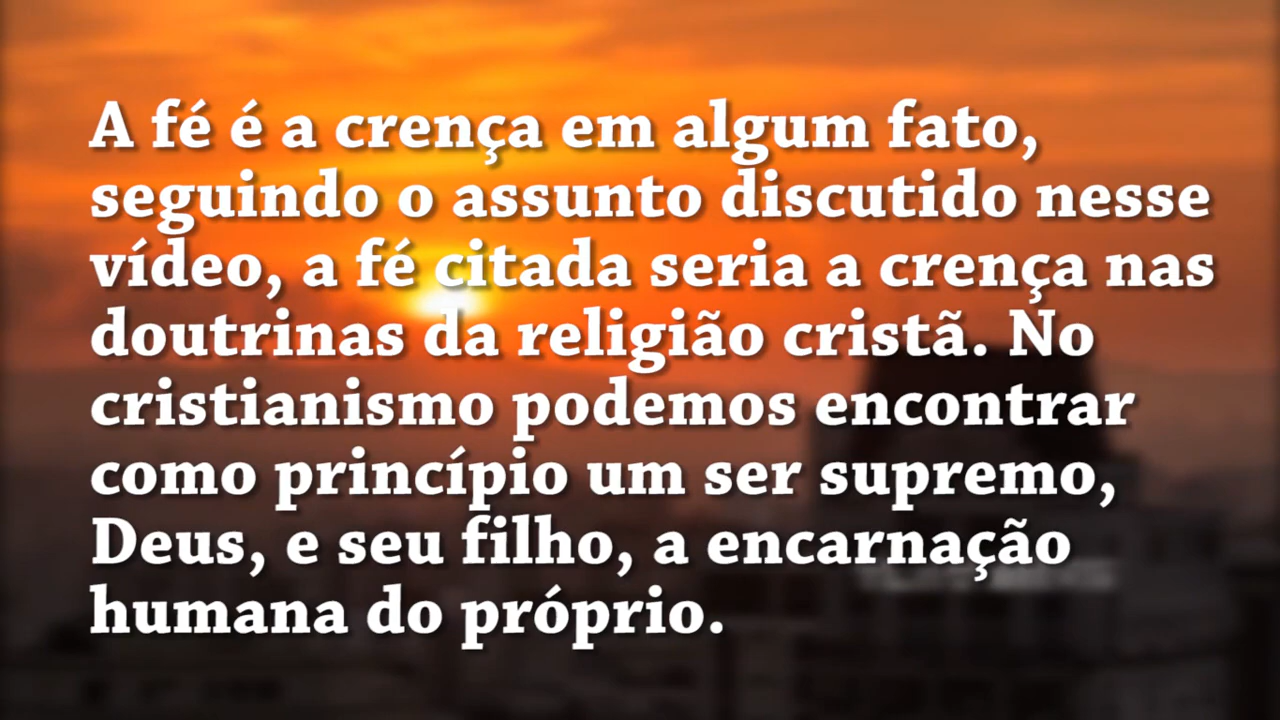 A fé é a crença em algum fato,
seguindo o assunto discutido nesse
vídeo, a fé citada seria a crença nas
doutrinas da religião cristã. No
cristianismo podemos encontrar
como princípio um ser supremo,
Deus, e seu filho, a encarnação
humana do próprio.